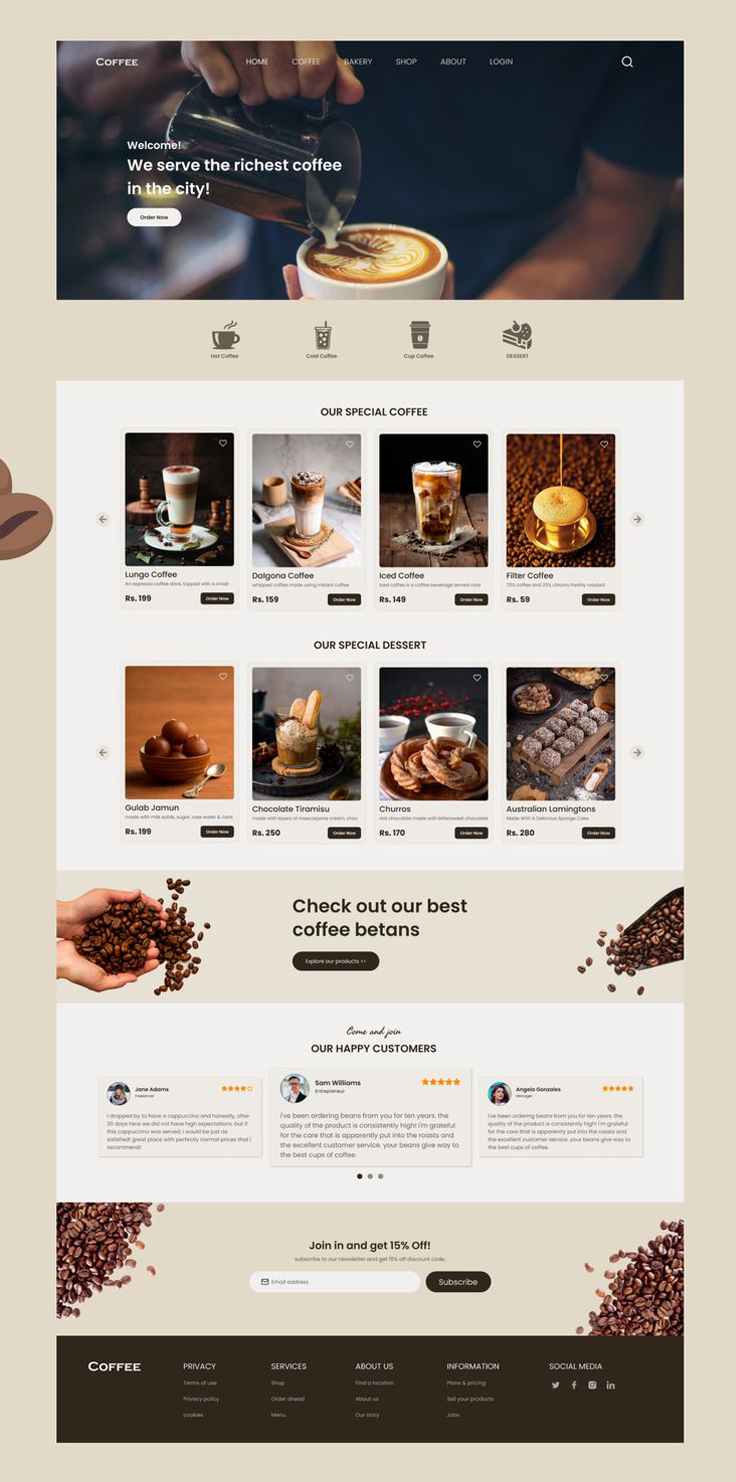 COFFEE
HOME COFFEE BAKERY SHOP ABOUT LOGIN
Welcome!
We serve the richest coffee
in the city!
Order Now
Hot Coffee
Cold Coffee
Cup Coffee
DESSERT
OUR SPECIAL COFFEE
Lungo Coffee
An espresso coffee drink, topped with a small
Rs. 199
Order Now
Dalgona Coffee
whipped coffee made using instant coffee
Rs. 159
Order Now
Iced Coffee
Iced coffee is a coffee beverage served cold
Rs. 149
Order Now
Filter Coffee
75% coffee and 25% chicory freshly roasted
Rs. 59
Order Now
OUR SPECIAL DESSERT
Gulab Jamun
made with milk solids, sugar, rose water & card
Rs. 199
Order Now
Chocolate Tiramisu
made with layers of mascarpone cream, choc
Rs. 250
Order Now
Churros
Hot chocolate made with bittersweet chocolate
Rs. 170
Order Now
Australian Lamingtons
Made With A Delicious Sponge Cake
Rs. 280
Order Now
Check out our best
coffee betans
Explore our products >>
Come and join
OUR HAPPY CUSTOMERS
Jane Adams
Freelancer
I dropped by to have a cappuccino and honestly, after
30 days here we did not have high expectations. but if
this cappuccino was served, i would be just as
satisfied! great place with perfectly normal prices that i
recommend!
Sam Williams
Entrepreneur
I've been ordering beans from you for ten years. the
quality of the product is consistently high! i'm grateful
for the care that is apparently put into the roasts and
the excellent customer service. your beans give way to
the best cups of coffee.
Angela Gonzales
Manager
I've been ordering beans from you for ten years. the
quality of the product is consistently high! i'm grateful
for the care that is apparently put into the roasts and
the excellent customer service. your beans give way to
the best cups of coffee.
Join in and get 15% Off!
subscribe to our newsletter and get 15% off discount code.
Email address
Subscribe
COFFEE
PRIVACY
Terms of use
Privacy policy
cookies
SERVICES
Shop
Order ahead
Menu
ABOUT US
Find a location
About us
Our story
INFORMATION
Plans & pricing
Sell your products
Jobs
SOCIAL MEDIA